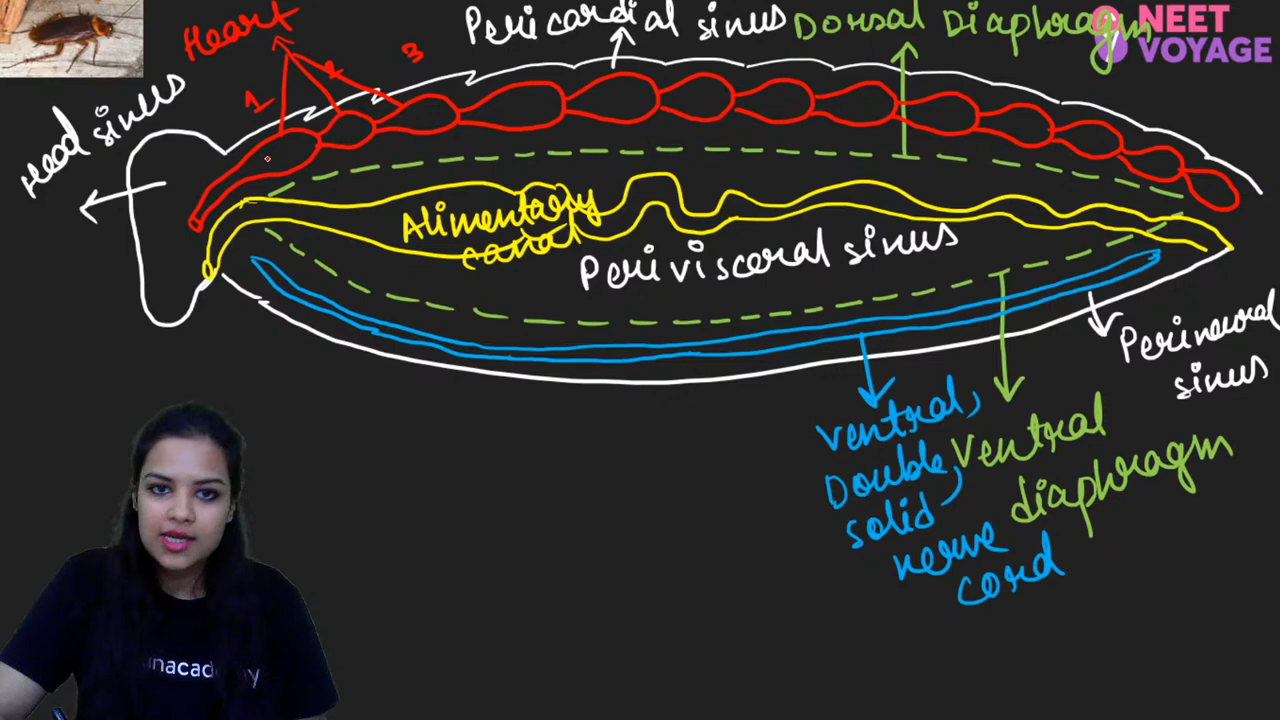 Heart
1
2
3
Pericardial sinus
Dorsal Diaphragm
NEET
VOYAGE
Head sinus
Alimentary
canal
Perivisceral sinus
Perineural
sinus
ventral,
Double,
solid
nerve
cord
Ventral
diaphragm
unacademy